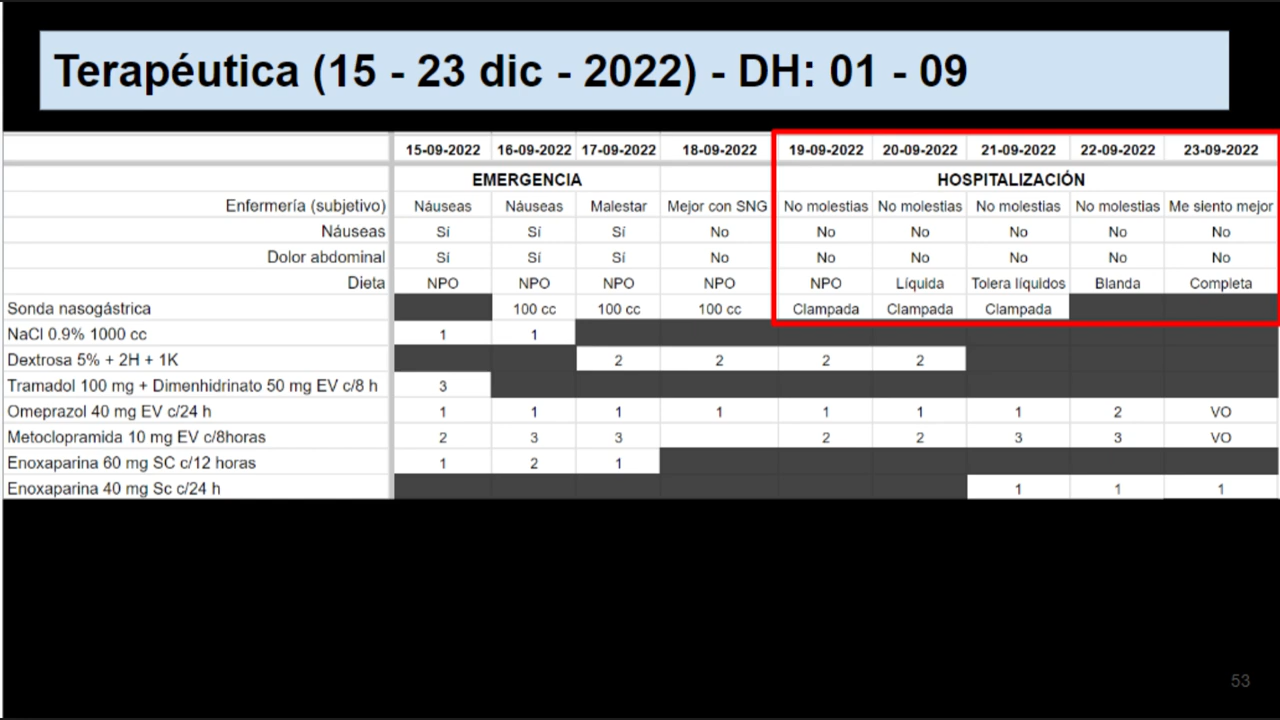 Terapéutica (15 - 23 dic - 2022) - DH: 01 - 09
15-09-2022 16-09-2022 17-09-2022 18-09-2022 19-09-2022 20-09-2022 21-09-2022 22-09-2022 23-09-2022
EMERGENCIA HOSPITALIZACIÓN
Enfermería (subjetivo) Náuseas Náuseas Malestar Mejor con SNG No molestias No molestias No molestias No molestias Me siento mejor
Náuseas Sí Sí Sí No No No No No No
Dolor abdominal Sí Sí Sí No No No No No No
Dieta NPO NPO NPO NPO NPO Líquida Tolera líquidos Blanda Completa
Sonda nasogástrica 100 cc 100 cc 100 cc Clampada Clampada Clampada
NaCl 0.9% 1000 cc 1 1
Dextrosa 5% + 2H + 1K 2 2 2 2
Tramadol 100 mg + Dimenhidrinato 50 mg EV c/8 h 3
Omeprazol 40 mg EV c/24 h 1 1 1 1 1 1 1 2 VO
Metoclopramida 10 mg EV c/8horas 2 3 3 2 2 3 3 VO
Enoxaparina 60 mg SC c/12 horas 1 2 1
Enoxaparina 40 mg Sc c/24 h 1 1 1
53